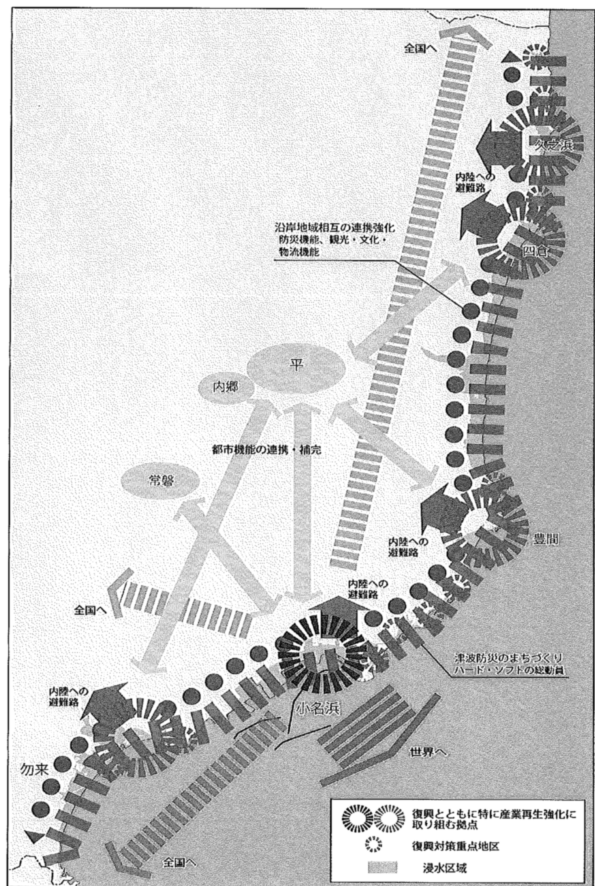 全国へ
久之浜
内陸への
避難路
沿岸地域相互の連携強化
防災機能、観光・文化・
物流機能
四倉
平
内郷
都市機能の連携・補完
常磐
内陸への
避難路
豊間
全国へ
内陸への
避難路
津波防災のまちづくり
ハード・ソフトの総動員
内陸への
避難路
小名浜
勿来
世界へ
全国へ
復興とともに特に産業再生強化に
取り組む拠点
復興対策重点地区
浸水区域